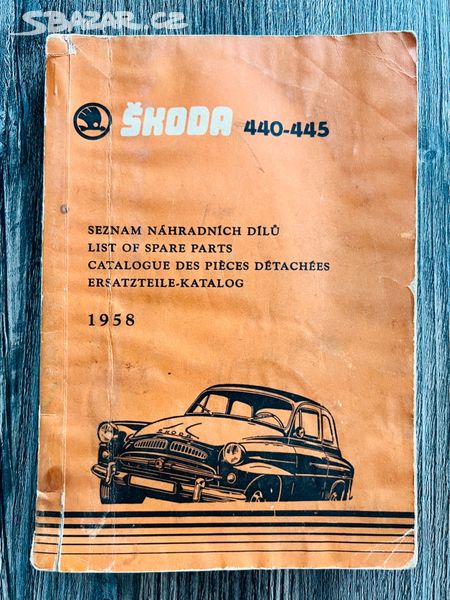 SBAZAR.CZ
ŠKODA 440-445
SEZNAM NÁHRADNÍCH DÍLŮ
LIST OF SPARE PARTS
CATALOGUE DES PIÈCES DÉTACHÉES
ERSATZTEILE-KATALOG
1958
ŠKODA